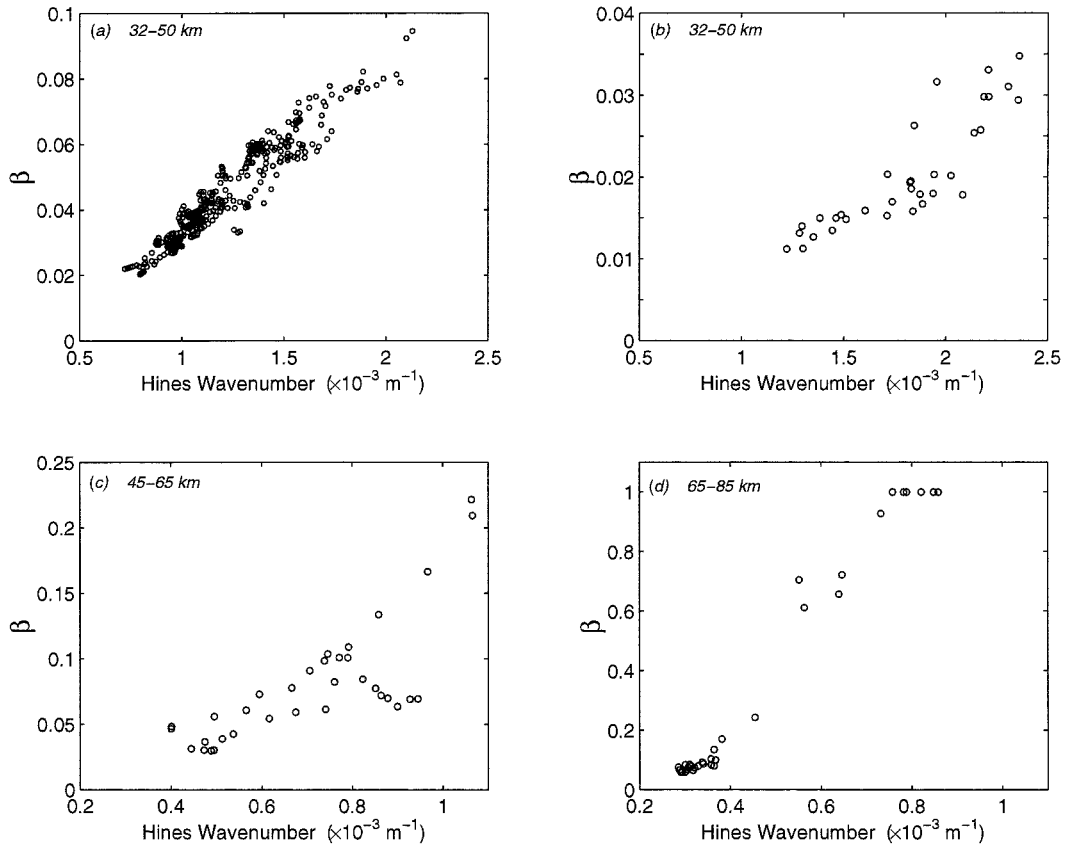 (a) 32–50 km
β
0.1
0.08
0.06
0.04
0.02
0
0.5 1 1.5 2 2.5
Hines Wavenumber (×10⁻³ m⁻¹)
(b) 32–50 km
β
0.04
0.03
0.02
0.01
0
0.5 1 1.5 2 2.5
Hines Wavenumber (×10⁻³ m⁻¹)
(c) 45–65 km
β
0.25
0.2
0.15
0.1
0.05
0
0.2 0.4 0.6 0.8 1
Hines Wavenumber (×10⁻³ m⁻¹)
(d) 65–85 km
β
1
0.8
0.6
0.4
0.2
0
0.2 0.4 0.6 0.8 1
Hines Wavenumber (×10⁻³ m⁻¹)